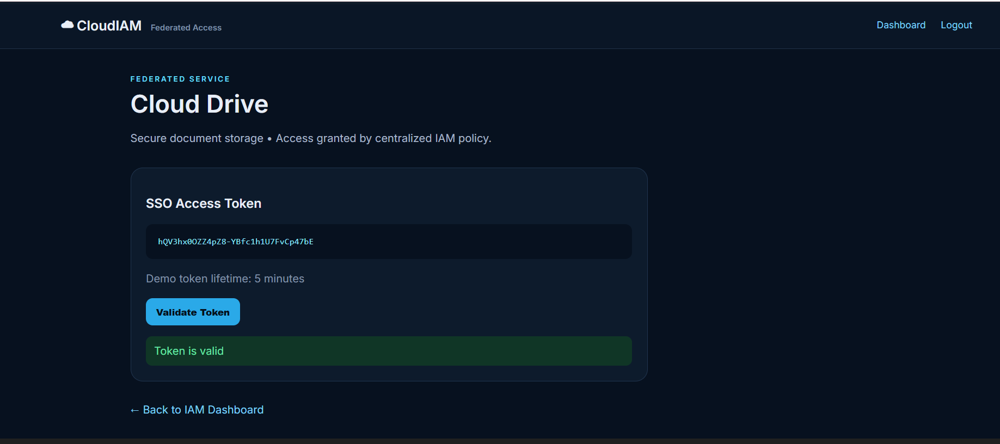 CloudIAM Federated Access
Dashboard Logout
FEDERATED SERVICE
Cloud Drive
Secure document storage • Access granted by centralized IAM policy.
SSO Access Token
hQV3hx0OZZ4pZ8-YBfc1h1U7FvCp47bE
Demo token lifetime: 5 minutes
Validate Token
Token is valid
← Back to IAM Dashboard